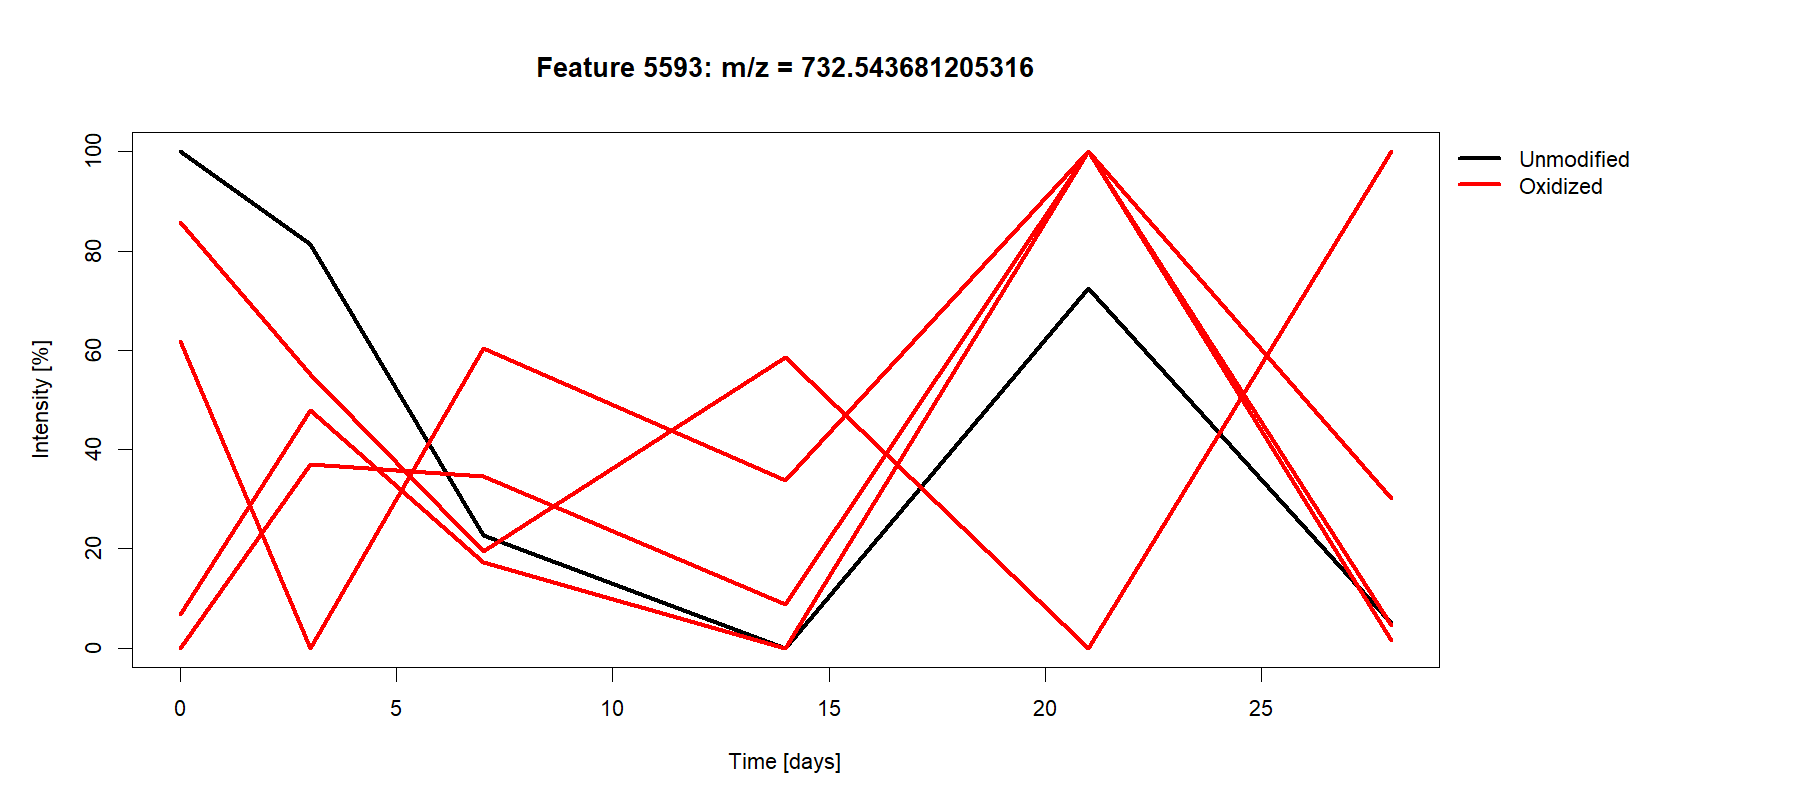 Feature 5593: m/z = 732.543681205316
Unmodified
Oxidized
Intensity [%]
100
80
60
40
20
0
0 5 10 15 20 25
Time [days]